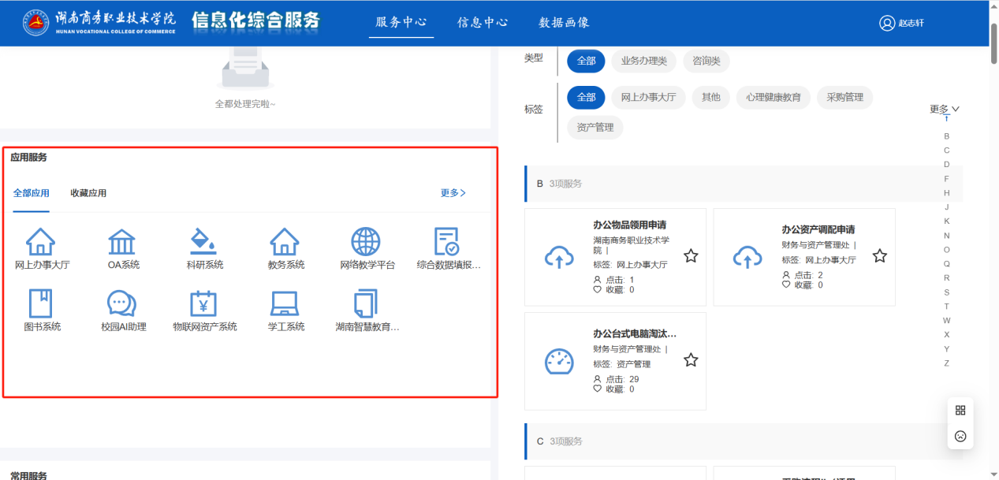 湖南商务职业技术学院
HUNAN VOCATIONAL COLLEGE OF COMMERCE
信息化综合服务
服务中心
信息中心
数据画像
赵志轩
全都处理完啦~
应用服务
全部应用
收藏应用
更多
网上办事大厅
OA系统
科研系统
教务系统
网络教学平台
综合数据填报...
图书系统
校园AI助理
物联网资产系统
学工系统
湖南智慧教育...
常用服务
类型
全部
业务办理类
咨询类
标签
全部
网上办事大厅
其他
心理健康教育
采购管理
资产管理
更多
B 3项服务
办公物品领用申请
湖南商务职业技术学
院 |
标签: 网上办事大厅
点击: 1
收藏: 0
办公资产调配申请
财务与资产管理处 |
标签: 网上办事大厅
点击: 2
收藏: 0
办公台式电脑淘汰...
财务与资产管理处 |
标签: 资产管理
点击: 29
收藏: 0
C 3项服务
B
C
D
F
H
J
K
N
O
Q
R
S
T
W
X
Y
Z